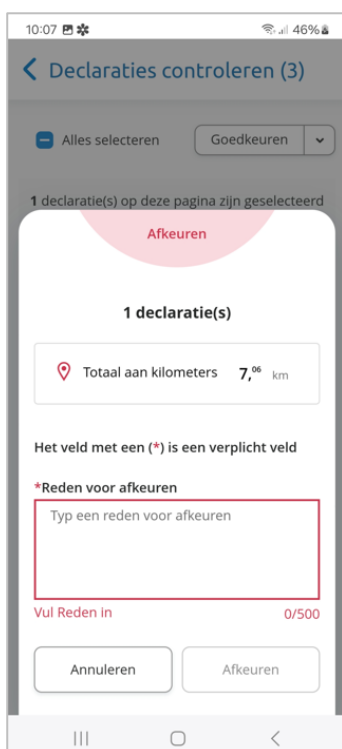 10:07 46%
Declaraties controleren (3)
Alles selecteren Goedkeuren
1 declaratie(s) op deze pagina zijn geselecteerd
Afkeuren
1 declaratie(s)
Totaal aan kilometers 7,06 km
Het veld met een (*) is een verplicht veld
*Reden voor afkeuren
Typ een reden voor afkeuren
Vul Reden in 0/500
Annuleren Afkeuren